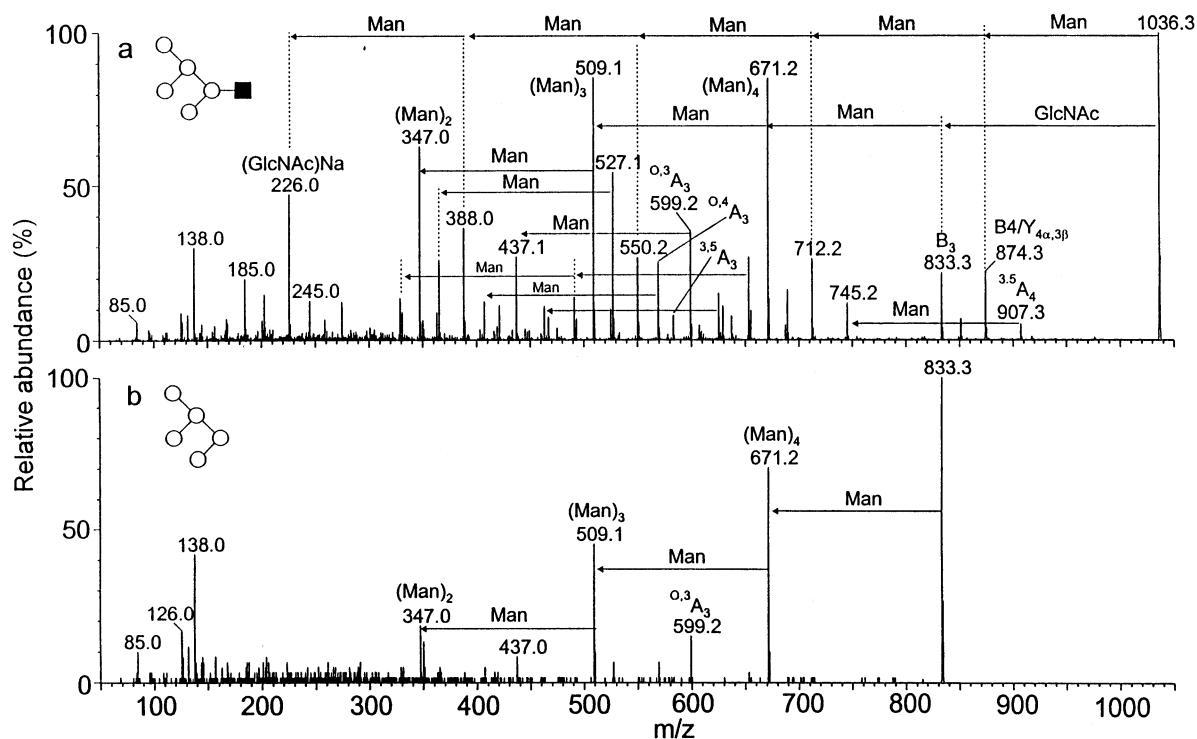 Man Man Man Man Man 1036.3
100
a
509.1 671.2
(Man)₃ (Man)₄
Man Man GlcNAc
(Man)₂
347.0
Man 527.1
(GlcNAc)Na
226.0
Man
O,3A₃
599.2
O,4A₃
50
388.0
Man
437.1
550.2
3,5A₃
138.0
185.0
245.0
Man
712.2
B₃
833.3
B4/Y4α,3β
874.3
3.5A₄
907.3
85.0
Man
745.2
Man
0
Relative abundance (%)
100
b
833.3
(Man)₄
671.2
Man
50
(Man)₃
509.1
138.0
Man
(Man)₂
347.0
Man
O,3A₃
599.2
126.0
85.0
437.0
0
100 200 300 400 500 600 700 800 900 1000
m/z